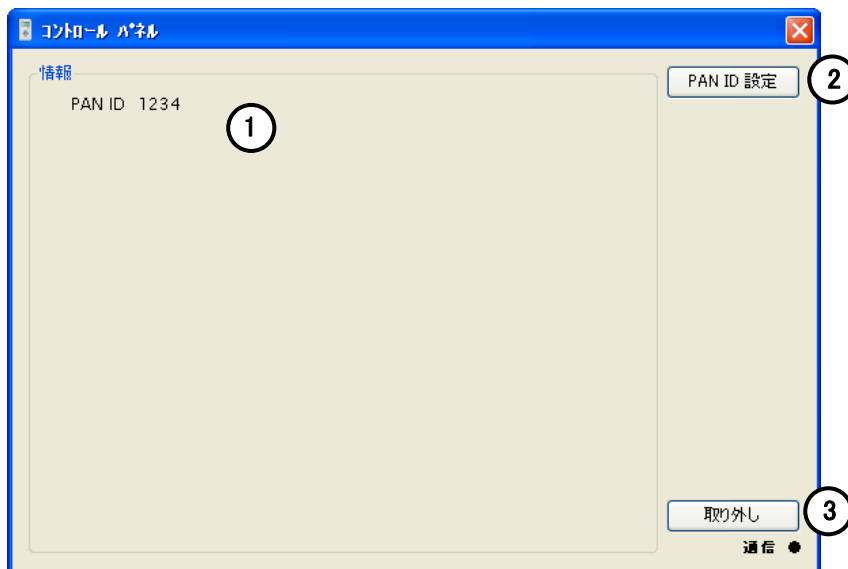 コントロール パネル
情報
PAN ID 1234
1
PAN ID 設定
2
取り外し
3
通信 ●